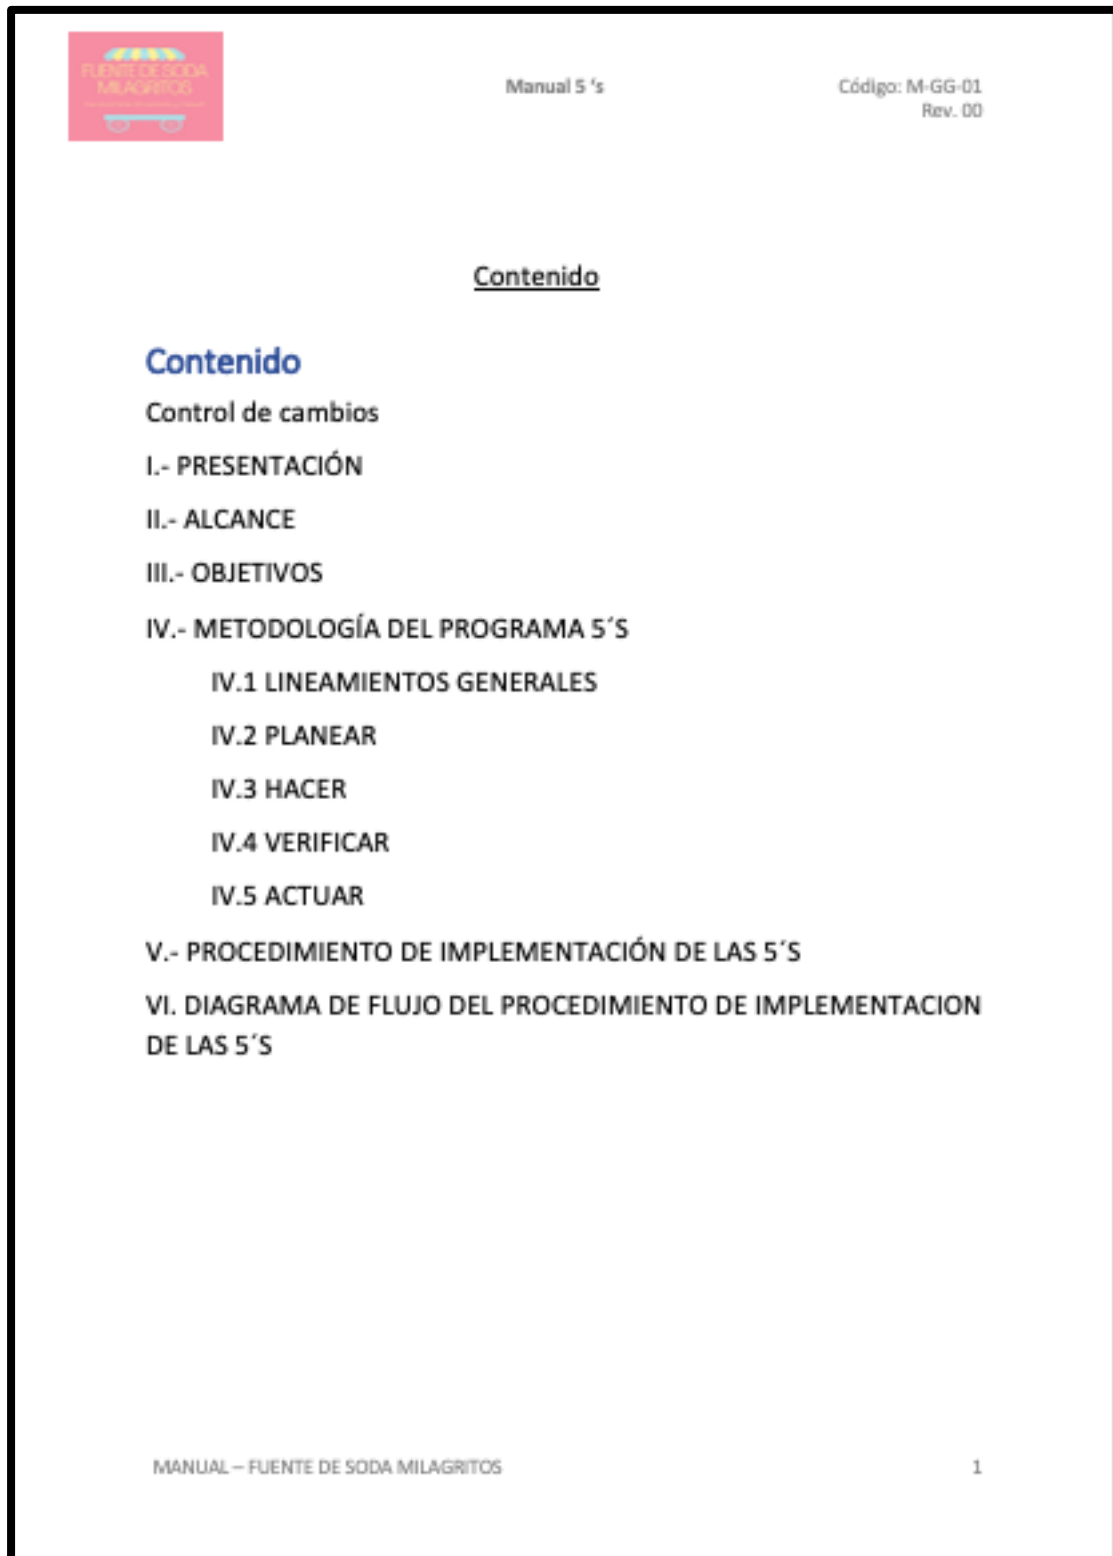 FUENTE DE SODA
MILAGRITOS
Manual 5 ‘s
Código: M-GG-01
Rev. 00
Contenido
Contenido
Control de cambios
I.- PRESENTACIÓN
II.- ALCANCE
III.- OBJETIVOS
IV.- METODOLOGÍA DEL PROGRAMA 5´S
IV.1 LINEAMIENTOS GENERALES
IV.2 PLANEAR
IV.3 HACER
IV.4 VERIFICAR
IV.5 ACTUAR
V.- PROCEDIMIENTO DE IMPLEMENTACIÓN DE LAS 5´S
VI. DIAGRAMA DE FLUJO DEL PROCEDIMIENTO DE IMPLEMENTACION
DE LAS 5´S
MANUAL – FUENTE DE SODA MILAGRITOS
1